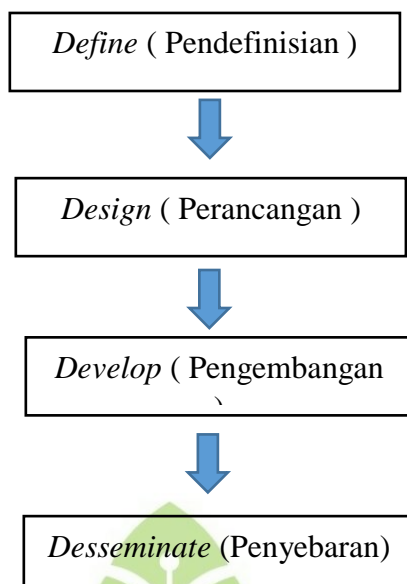 Define ( Pendefinisian )
Design ( Perancangan )
Develop ( Pengembangan
)
Desseminate (Penyebaran)